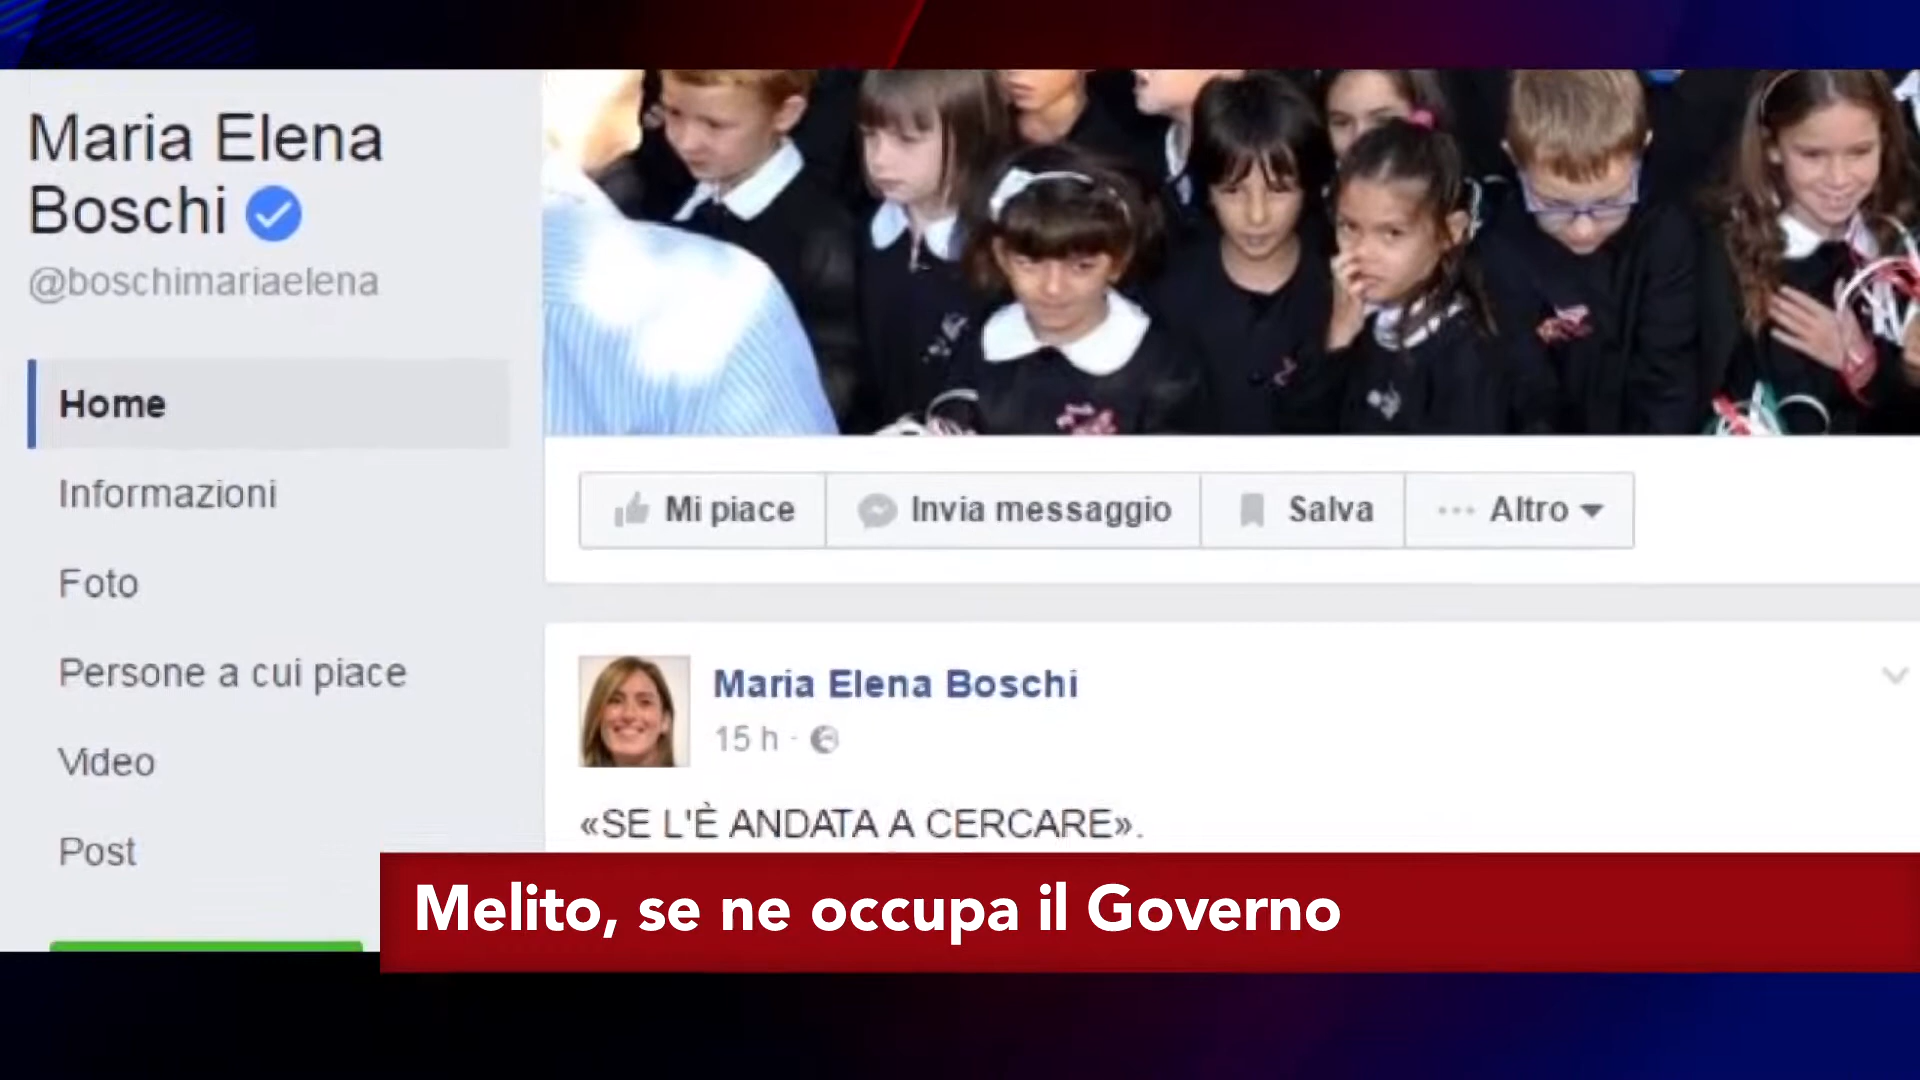 Maria Elena
Boschi
@boschimariaelena
Home
Informazioni
Foto
Persone a cui piace
Video
Post
Mi piace
Invia messaggio
Salva
Altro
Maria Elena Boschi
15 h
«SE L'È ANDATA A CERCARE».
Melito, se ne occupa il Governo